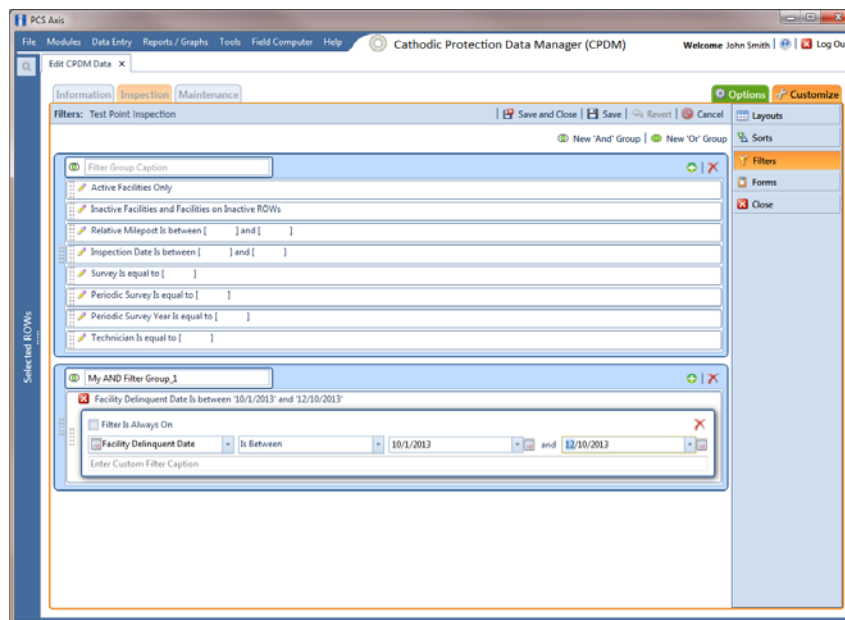 PCS Axis
File Modules Data Entry Reports / Graphs Tools Field Computer Help Cathodic Protection Data Manager (CPDM) Welcome John Smith | Log Ou
Edit CPDM Data X
Information Inspection Maintenance Options Customize
Filters: Test Point Inspection | Save and Close | Save | Revert | Cancel
Layouts
New 'And' Group | New 'Or' Group
Sorts
Filters
Forms
Close
Filter Group Caption
Active Facilities Only
Inactive Facilities and Facilities on Inactive ROWs
Relative Milepost Is between [ ] and [ ]
Inspection Date Is between [ ] and [ ]
Survey Is equal to [ ]
Periodic Survey Is equal to [ ]
Periodic Survey Year Is equal to [ ]
Technician Is equal to [ ]
Selected ROWs
My AND Filter Group_1
Facility Delinquent Date Is between '10/1/2013' and '12/10/2013'
Filter Is Always On
Facility Delinquent Date Is Between 10/1/2013 and 12/10/2013
Enter Custom Filter Caption